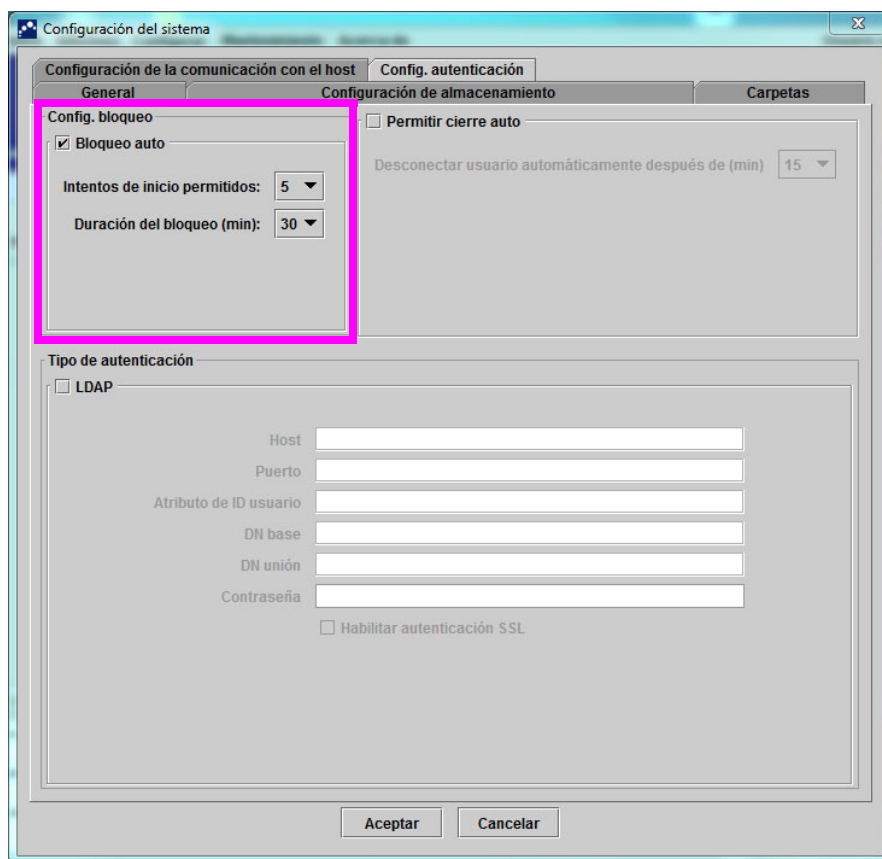 Configuración del sistema
Configuración de la comunicación con el host
Config. autenticación
General
Configuración de almacenamiento
Carpetas
Config. bloqueo
Bloqueo auto
Intentos de inicio permitidos: 5
Duración del bloqueo (min): 30
Permitir cierre auto
Desconectar usuario automáticamente después de (min) 15
Tipo de autenticación
LDAP
Host
Puerto
Atributo de ID usuario
DN base
DN unión
Contraseña
Habilitar autenticación SSL
Aceptar
Cancelar